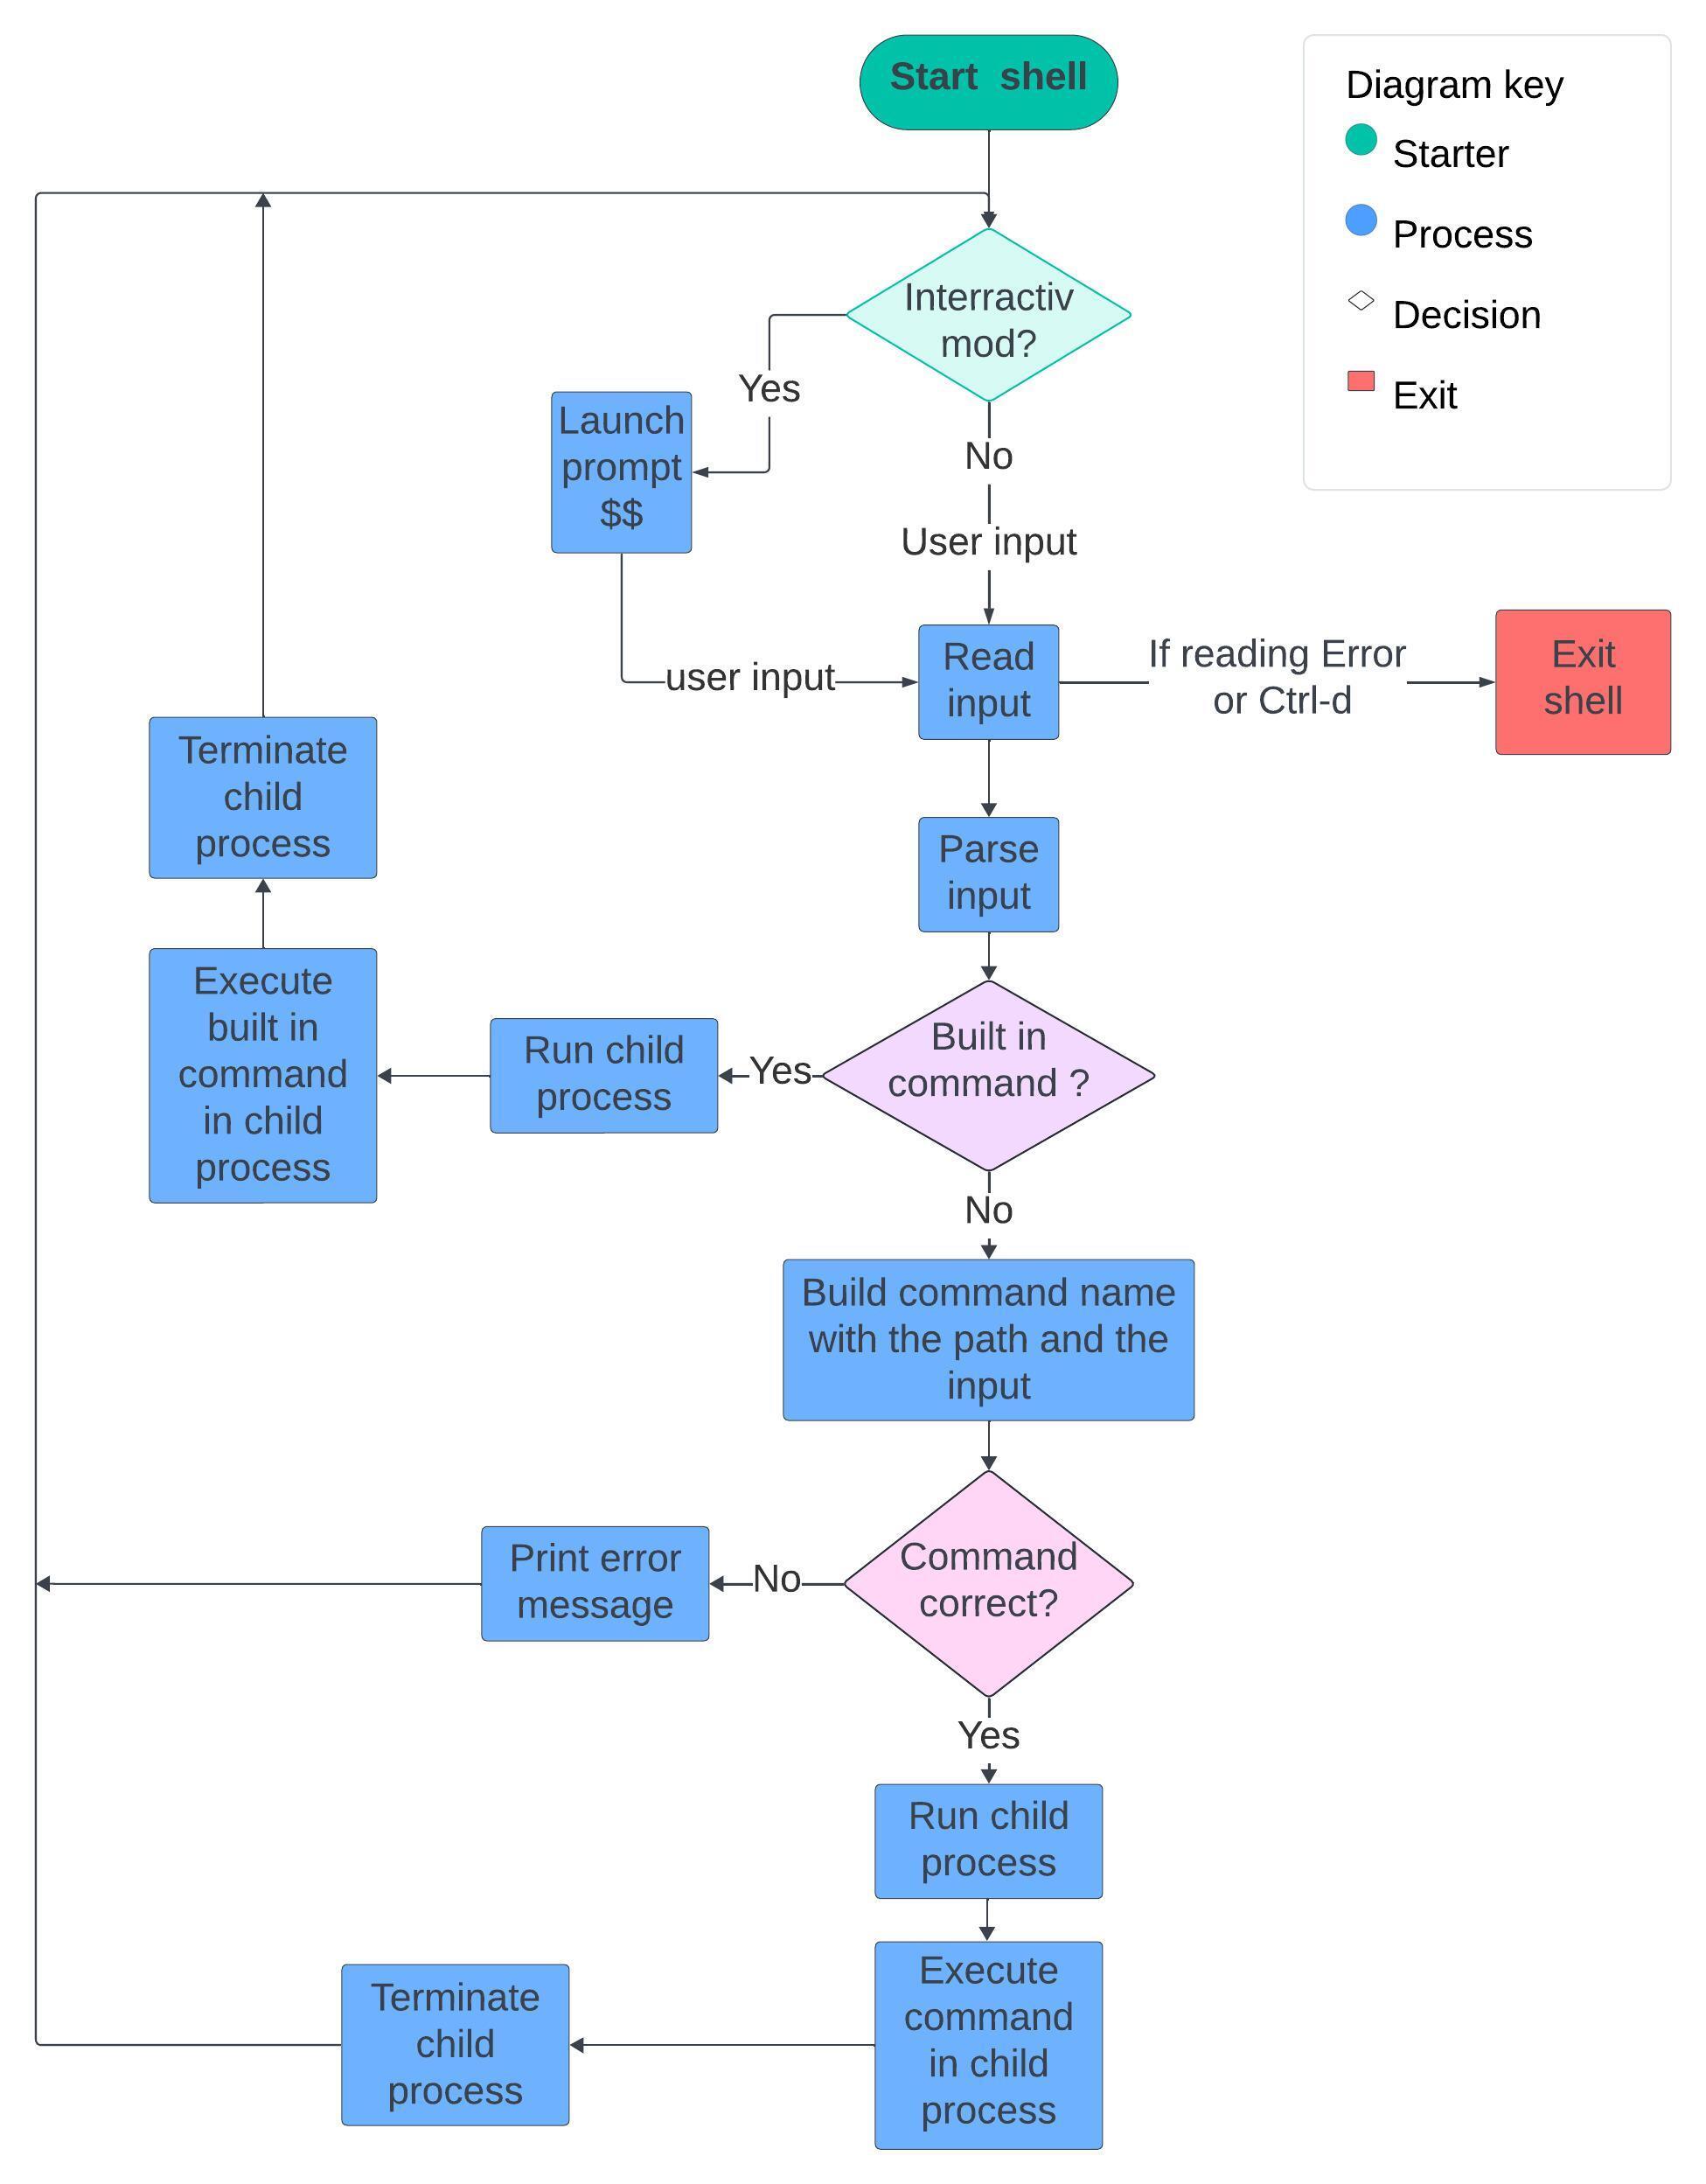 Start  shell
Diagram key
Starter
Process
Decision
Exit
Interractiv
mod?
Yes
No
Launch
prompt
$$
User input
user input
Read
input
If reading Error
or Ctrl-d
Exit
shell
Parse
input
Terminate
child
process
Built in
command ?
Yes
Run child
process
Execute
built in
command
in child
process
No
Build command name
with the path and the
input
Command
correct?
No
Print error
message
Yes
Run child
process
Execute
command
in child
process
Terminate
child
process